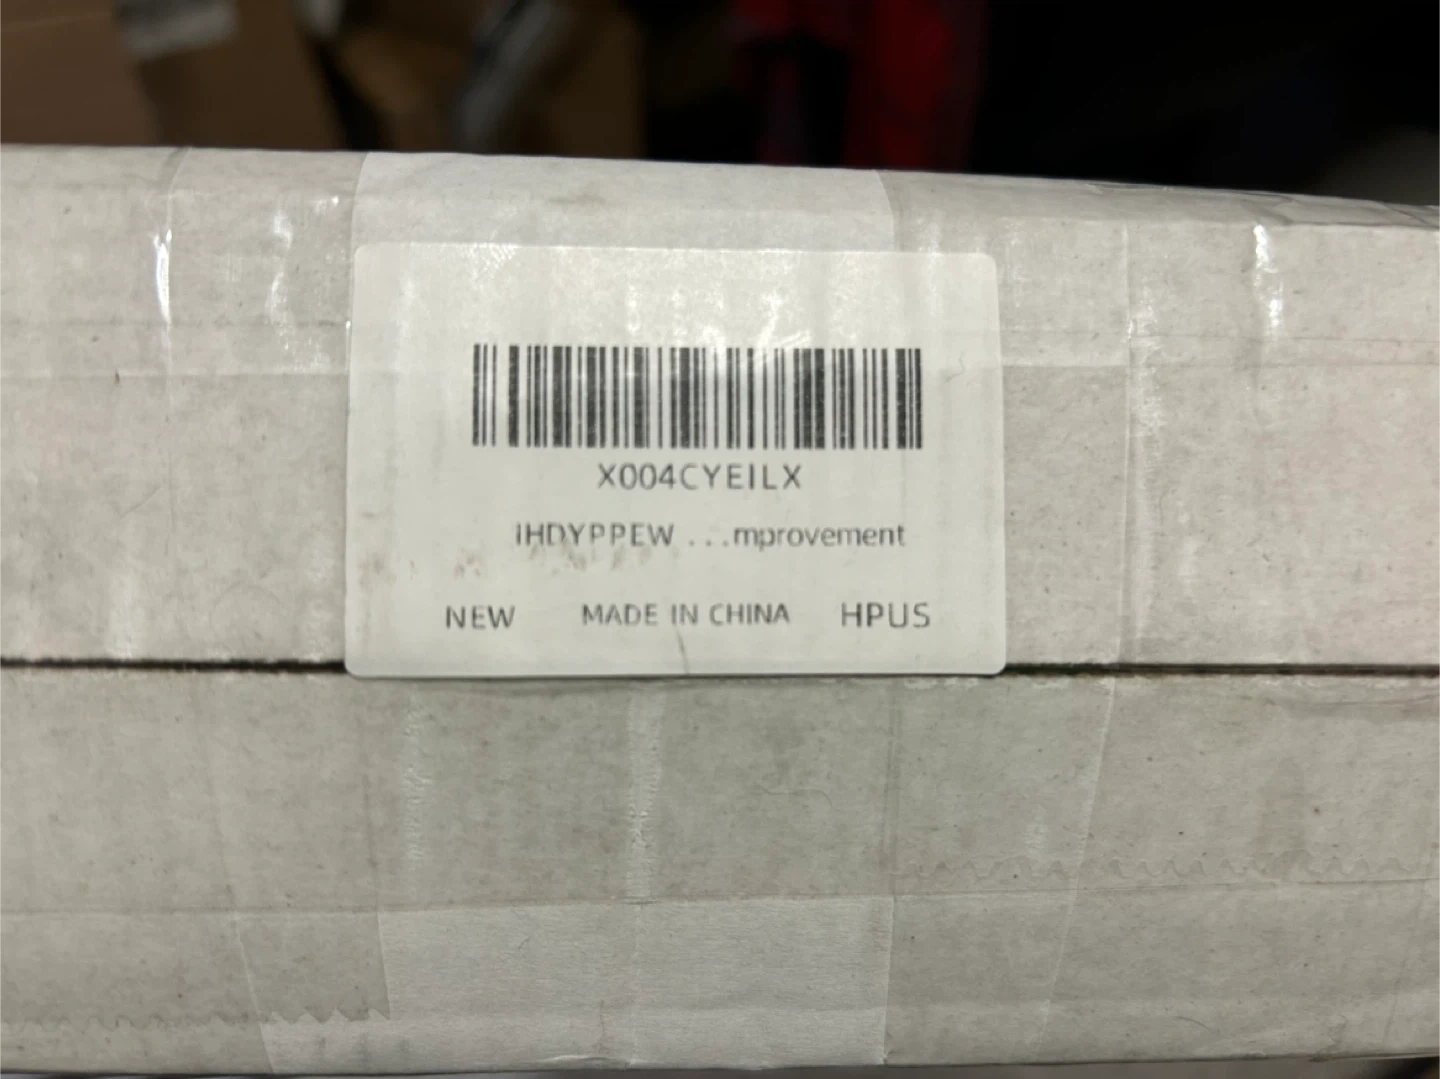 X004CYEILX
IHDYPPEW ...mprovement
NEW MADE IN CHINA HPUS